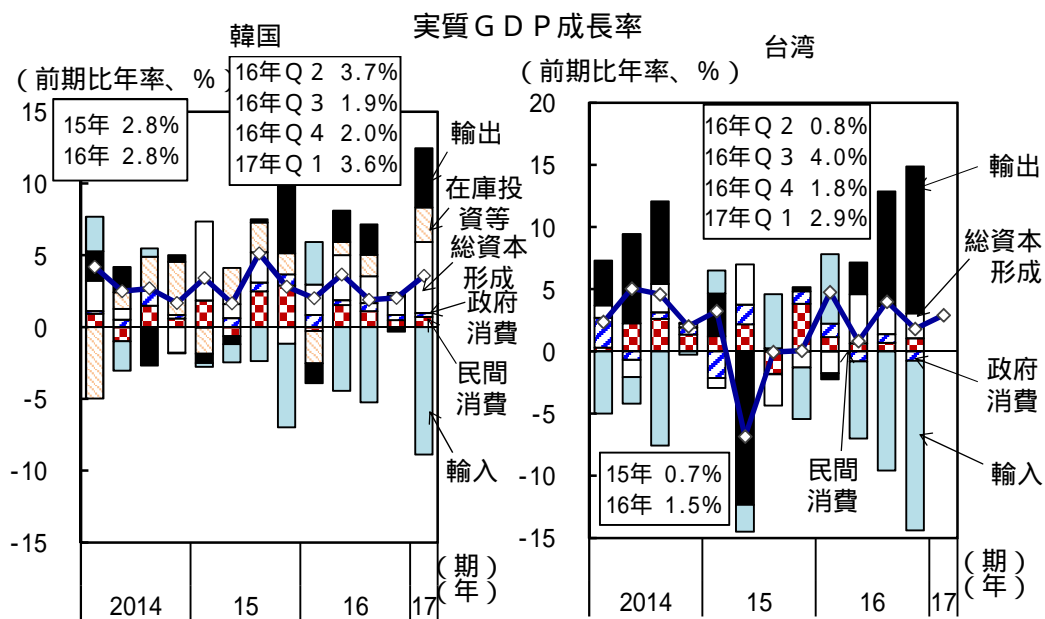 実質ＧＤＰ成長率
韓国
（前期比年率、％）
15年 2.8%
16年 2.8%
16年Ｑ２ 3.7%
16年Ｑ３ 1.9%
16年Ｑ４ 2.0%
17年Ｑ１ 3.6%
15
10
5
0
-5
-10
-15
輸出
在庫投
資等
総資本
形成
政府
消費
民間
消費
輸入
（期）
（年）
2014
15
16
17
台湾
（前期比年率、％）
16年Ｑ２ 0.8%
16年Ｑ３ 4.0%
16年Ｑ４ 1.8%
17年Ｑ１ 2.9%
20
15
10
5
0
-5
-10
-15
輸出
総資本
形成
政府
消費
民間
消費
輸入
15年 0.7%
16年 1.5%
（期）
（年）
2014
15
16
17